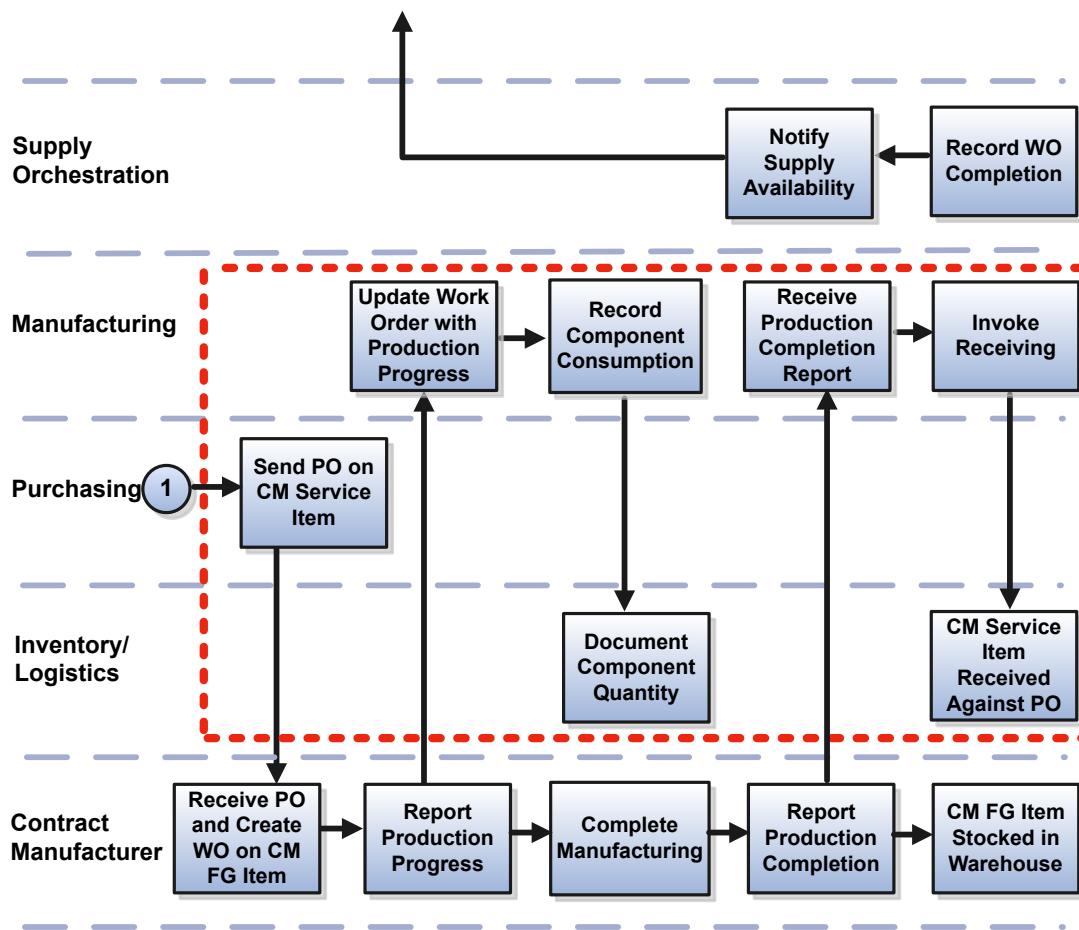 Supply
Orchestration
Notify
Supply
Availability
Record WO
Completion
Manufacturing
Update Work
Order with
Production
Progress
Record
Component
Consumption
Receive
Production
Completion
Report
Invoke
Receiving
Purchasing
1
Send PO on
CM Service
Item
Inventory/
Logistics
Document
Component
Quantity
CM Service
Item
Received
Against PO
Contract
Manufacturer
Receive PO
and Create
WO on CM
FG Item
Report
Production
Progress
Complete
Manufacturing
Report
Production
Completion
CM FG Item
Stocked in
Warehouse